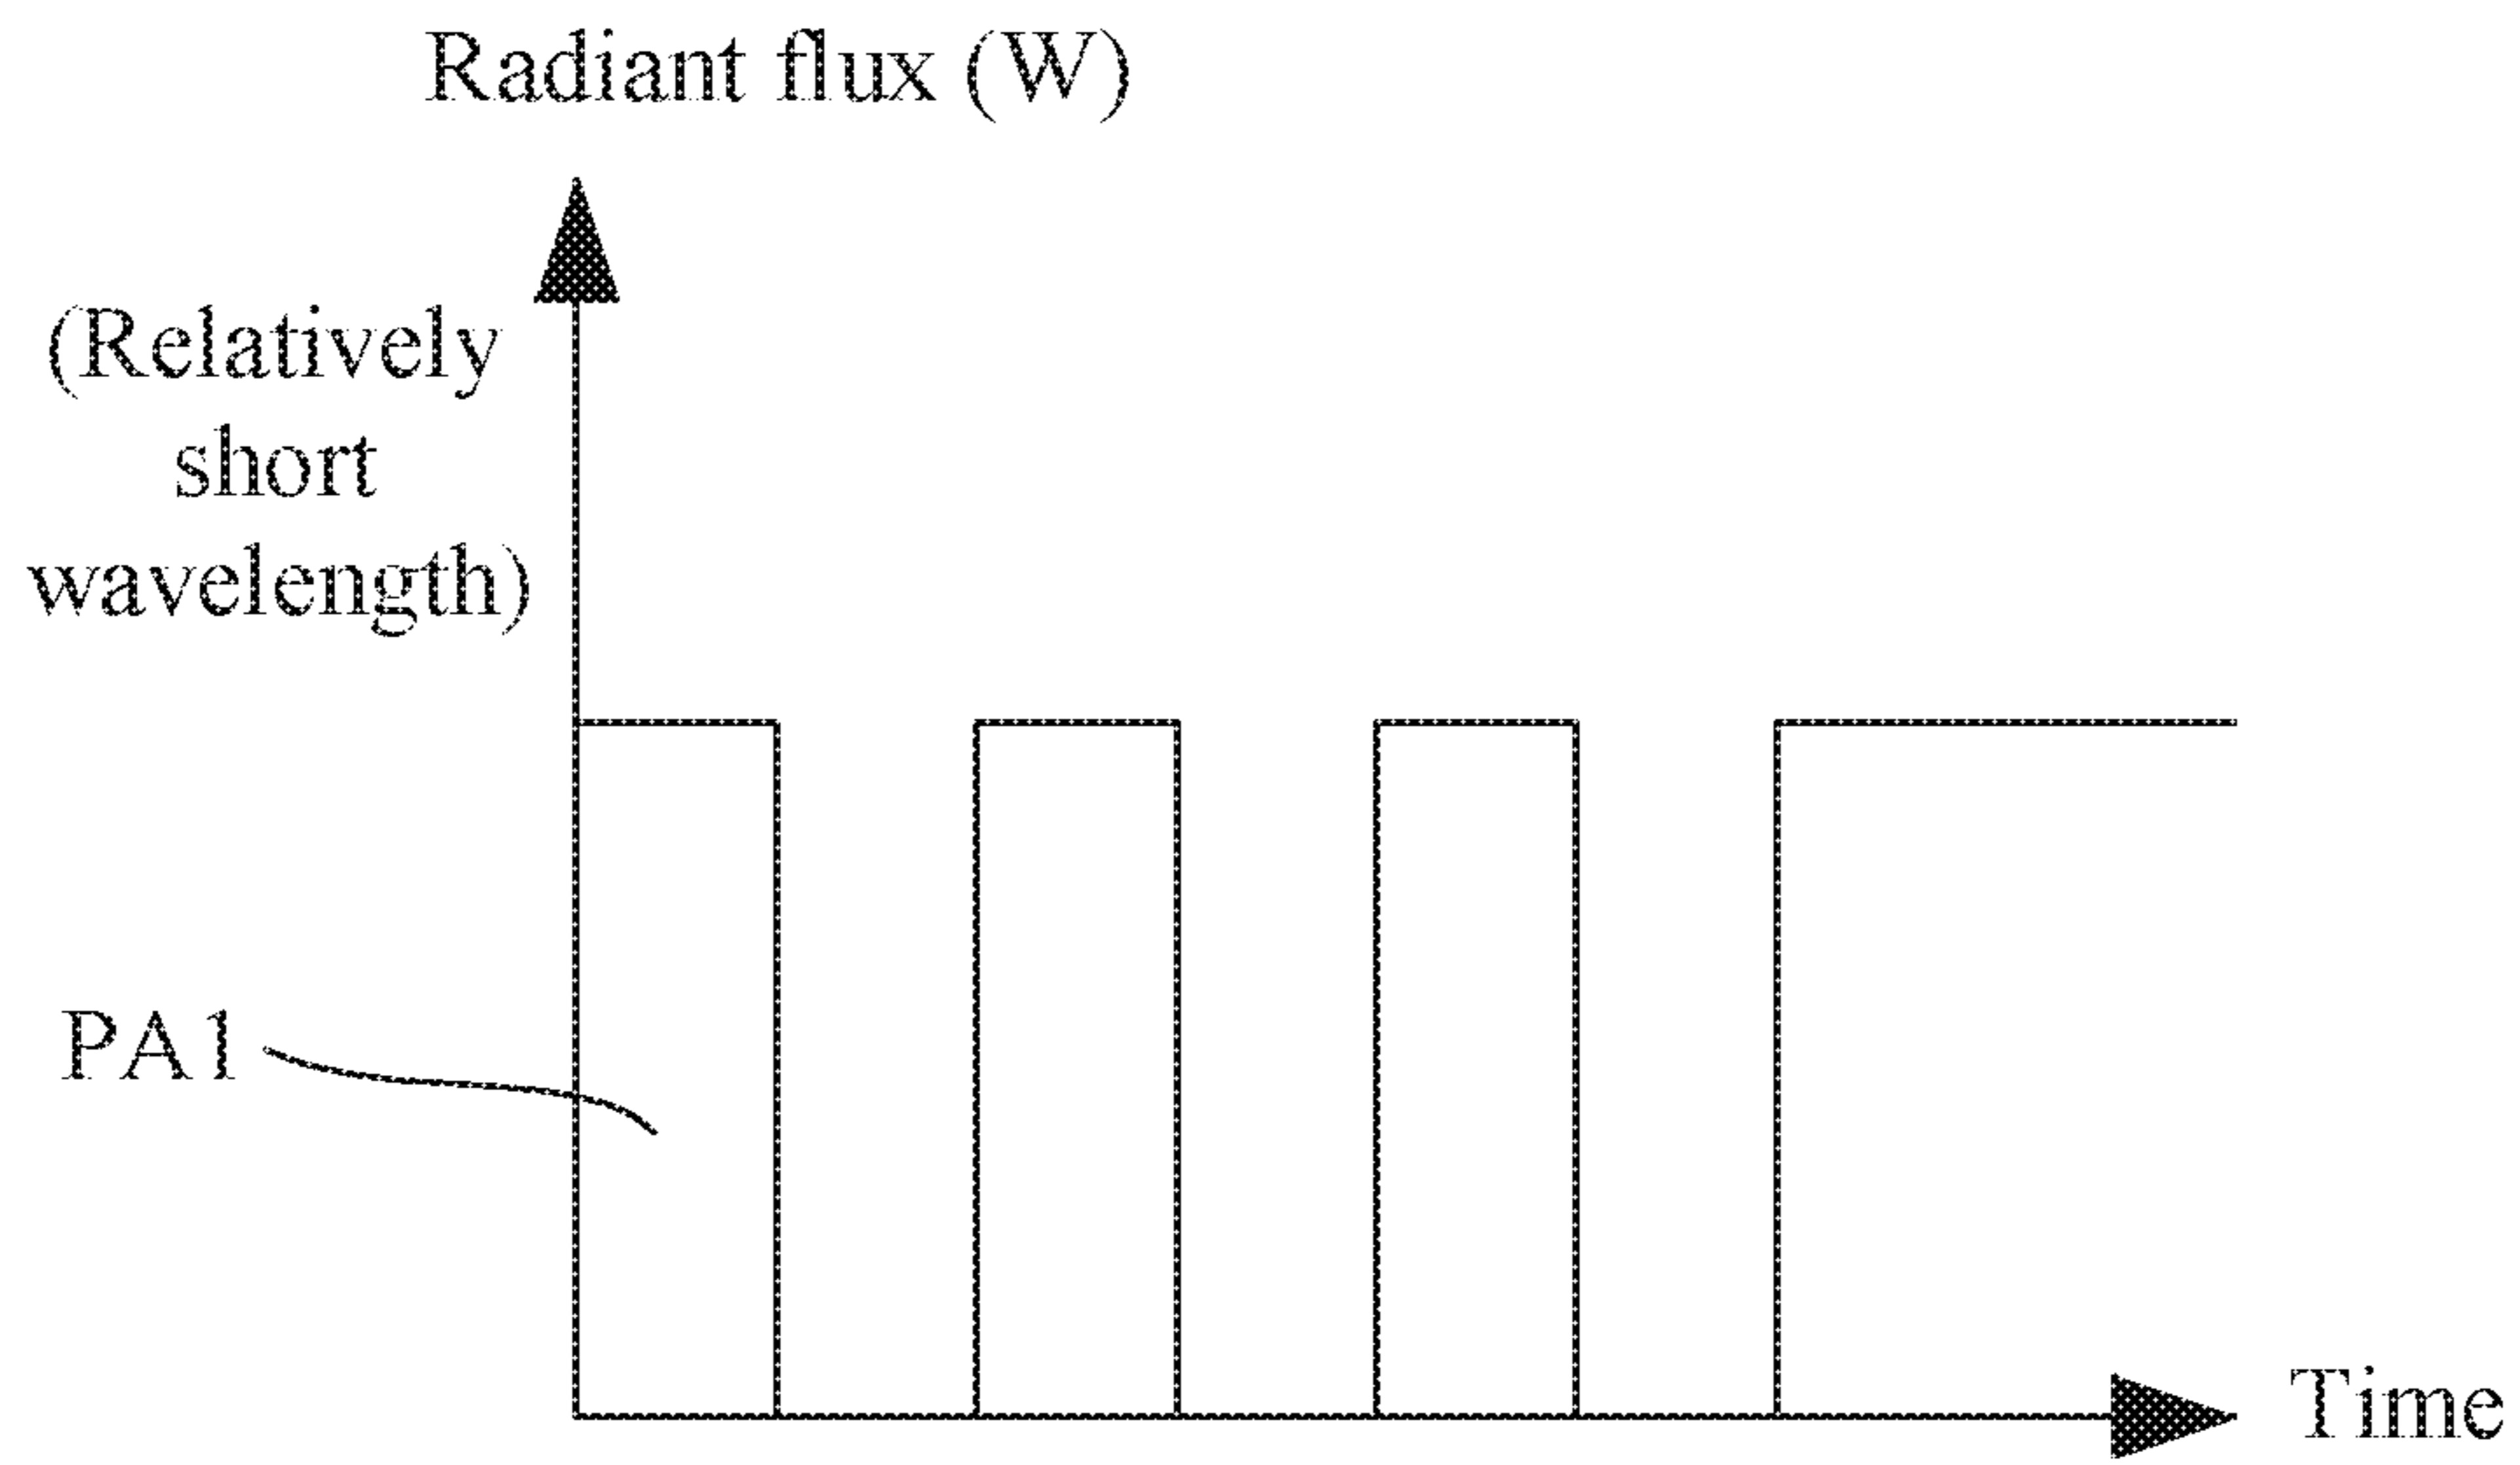 Radiant flux (W)
(Relatively
short
wavelength)
PA1
Time